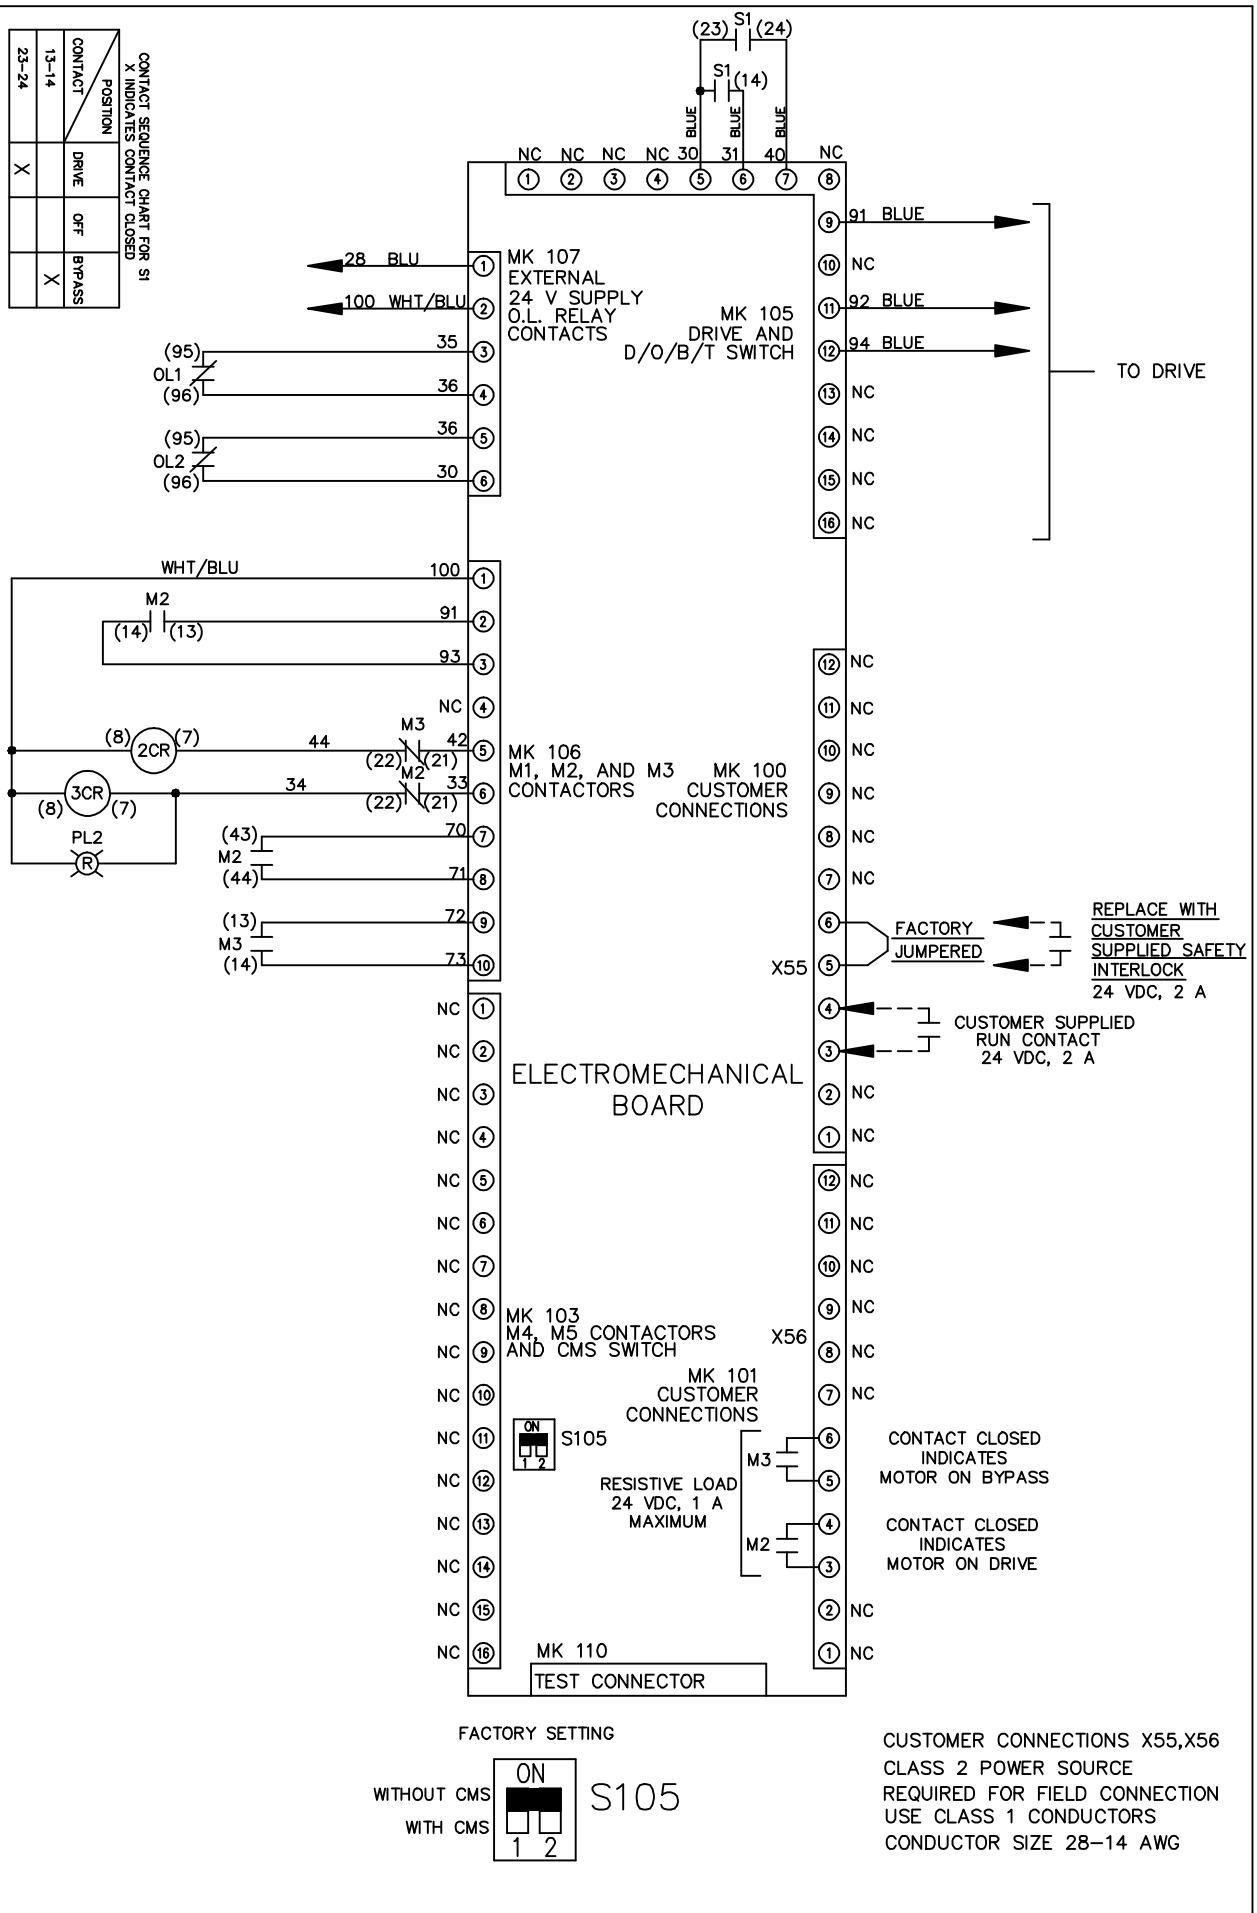 CONTACT SEQUENCE CHART FOR S1
X INDICATES CONTACT CLOSED
POSITION
CONTACT
DRIVE
OFF
BYPASS
13-14
X
23-24
X
S1
(23)
(24)
S1
(14)
BLUE
BLUE
BLUE
NC
NC
NC
NC
30
31
40
NC
1
2
3
4
5
6
7
8
9
91 BLUE
10
NC
11
92 BLUE
12
94 BLUE
13
NC
14
NC
15
NC
16
NC
TO DRIVE
MK 105
DRIVE AND
D/O/B/T SWITCH
MK 107
EXTERNAL
24 V SUPPLY
O.L. RELAY
CONTACTS
28 BLU
1
100 WHT/BLU
2
(95)
35
3
OL1
(96)
36
4
(95)
36
5
OL2
(96)
30
6
WHT/BLU
100
1
M2
91
2
(14)
(13)
93
3
NC
4
M3
(8)
2CR
(7)
44
(22)
(21)
42
5
M2
(8)
3CR
(7)
34
(22)
(21)
33
6
PL2
R
(43)
70
7
M2
(44)
71
8
(13)
72
9
M3
(14)
73
10
MK 106
M1, M2, AND M3
CONTACTORS
MK 100
CUSTOMER
CONNECTIONS
12
NC
11
NC
10
NC
9
NC
8
NC
7
NC
6
X55
5
FACTORY
JUMPERED
REPLACE WITH
CUSTOMER
SUPPLIED SAFETY
INTERLOCK
24 VDC, 2 A
4
3
CUSTOMER SUPPLIED
RUN CONTACT
24 VDC, 2 A
2
NC
1
NC
ELECTROMECHANICAL
BOARD
NC
1
NC
2
NC
3
NC
4
NC
5
NC
6
NC
7
NC
8
NC
9
NC
10
NC
11
NC
12
NC
13
NC
14
NC
15
NC
16
MK 103
M4, M5 CONTACTORS
AND CMS SWITCH
ON
1 2
S105
12
NC
11
NC
10
NC
9
NC
X56
8
NC
7
NC
MK 101
CUSTOMER
CONNECTIONS
6
M3
5
CONTACT CLOSED
INDICATES
MOTOR ON BYPASS
RESISTIVE LOAD
24 VDC, 1 A
MAXIMUM
4
M2
3
CONTACT CLOSED
INDICATES
MOTOR ON DRIVE
2
NC
1
NC
MK 110
TEST CONNECTOR
FACTORY SETTING
WITHOUT CMS
WITH CMS
ON
1 2
S105
CUSTOMER CONNECTIONS X55,X56
CLASS 2 POWER SOURCE
REQUIRED FOR FIELD CONNECTION
USE CLASS 1 CONDUCTORS
CONDUCTOR SIZE 28-14 AWG